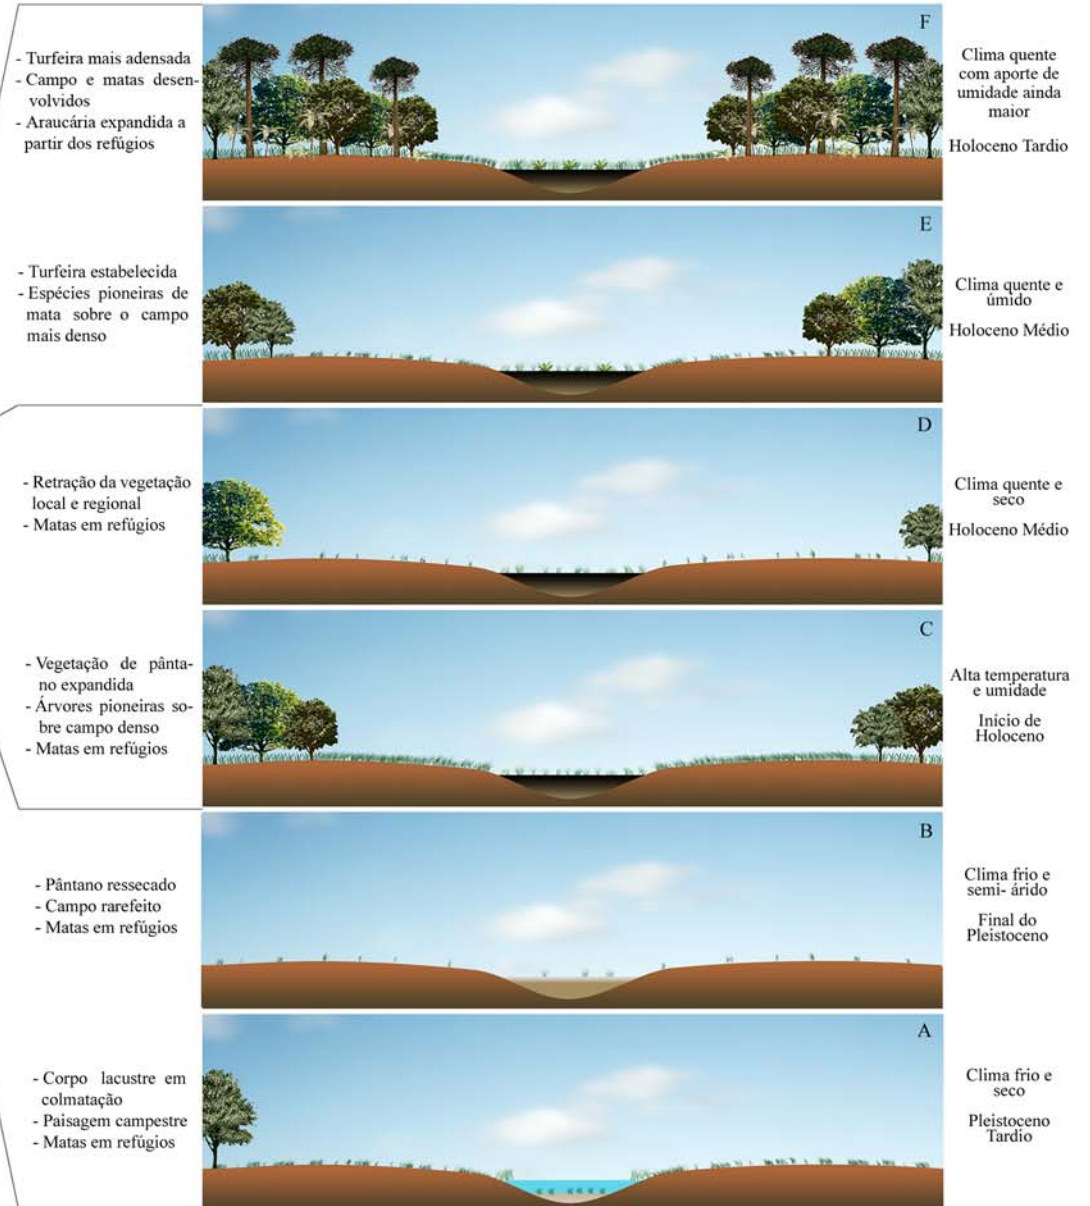 F
- Turfeira mais adensada
- Campo e matas desen-
volvidos
- Araucária expandida a
partir dos refúgios
Clima quente
com aporte de
umidade ainda
maior
Holoceno Tardio
E
- Turfeira estabelecida
- Espécies pioneiras de
mata sobre o campo
mais denso
Clima quente e
úmido
Holoceno Médio
D
- Retração da vegetação
local e regional
- Matas em refúgios
Clima quente e
seco
Holoceno Médio
C
- Vegetação de pânta-
no expandida
- Árvores pioneiras so-
bre campo denso
- Matas em refúgios
Alta temperatura
e umidade
Início de
Holoceno
B
- Pântano ressecado
- Campo rarefeito
- Matas em refúgios
Clima frio e
semi- árido
Final do
Pleistoceno
A
- Corpo lacustre em
colmatação
- Paisagem campestre
- Matas em refúgios
Clima frio e
seco
Pleistoceno
Tardio